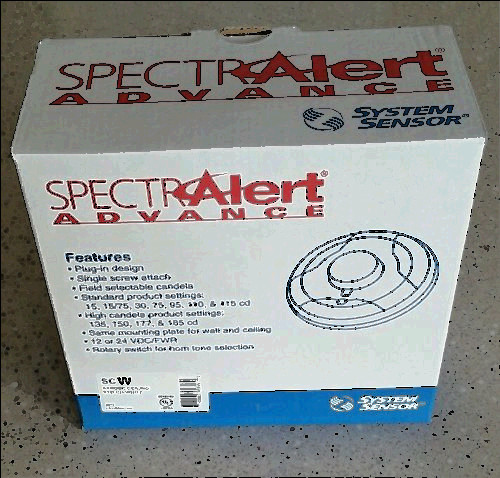 SPECTRAlert®
ADVANCE
SYSTEM
SENSOR
SPECTRAlert®
ADVANCE
Features
• Plug-in design
• Single screw attach
• Field selectable candela
• Standard product settings:
15, 15/75, 30, 75, 95, 110, & 115 cd
• High candela product settings:
135, 150, 177, & 185 cd
• Same mounting plate for wall and ceiling
• 12 or 24 VDC/FWR
• Rotary switch for horn tone selection
SCW
SYSTEM
SENSOR